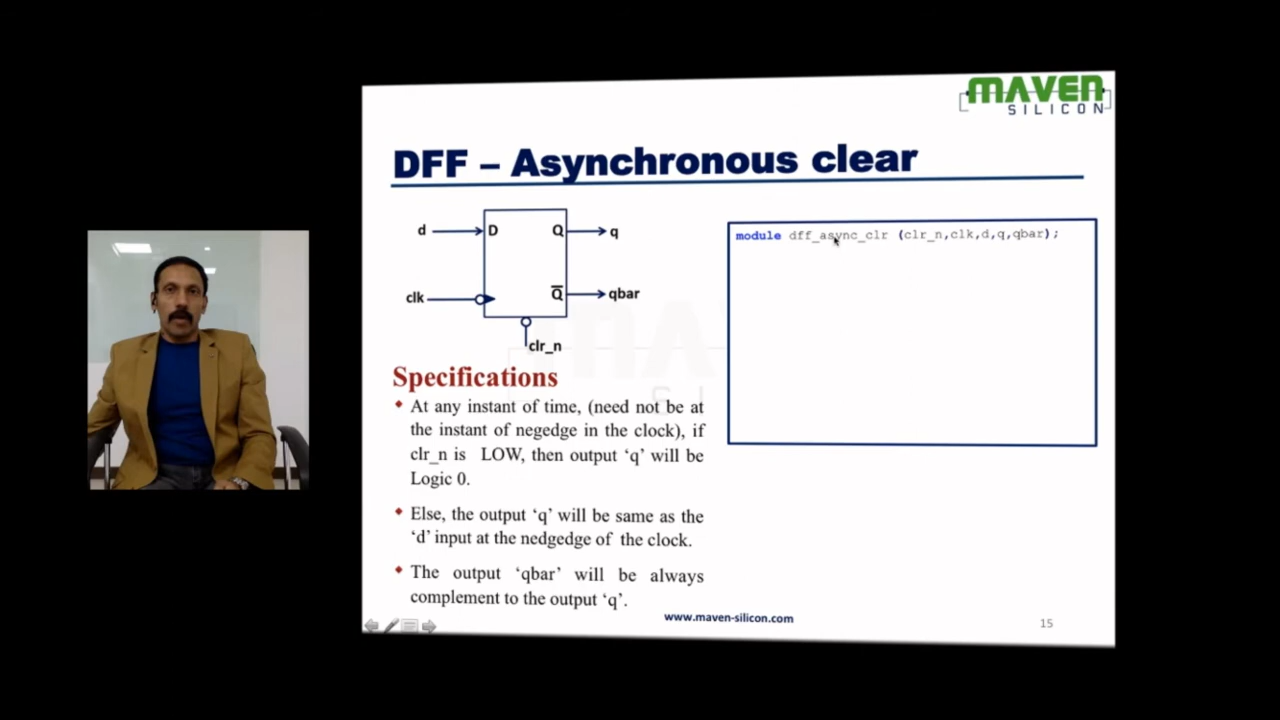 MAVEN
SILICON
DFF – Asynchronous clear
d D Q q
clk Q qbar
clr_n
module dff_async_clr (clr_n,clk,d,q,qbar);
Specifications
At any instant of time, (need not be at
the instant of negedge in the clock), if
clr_n is LOW, then output ‘q’ will be
Logic 0.
Else, the output ‘q’ will be same as the
‘d’ input at the nedgedge of the clock.
The output ‘qbar’ will be always
complement to the output ‘q’.
www.maven-silicon.com
15